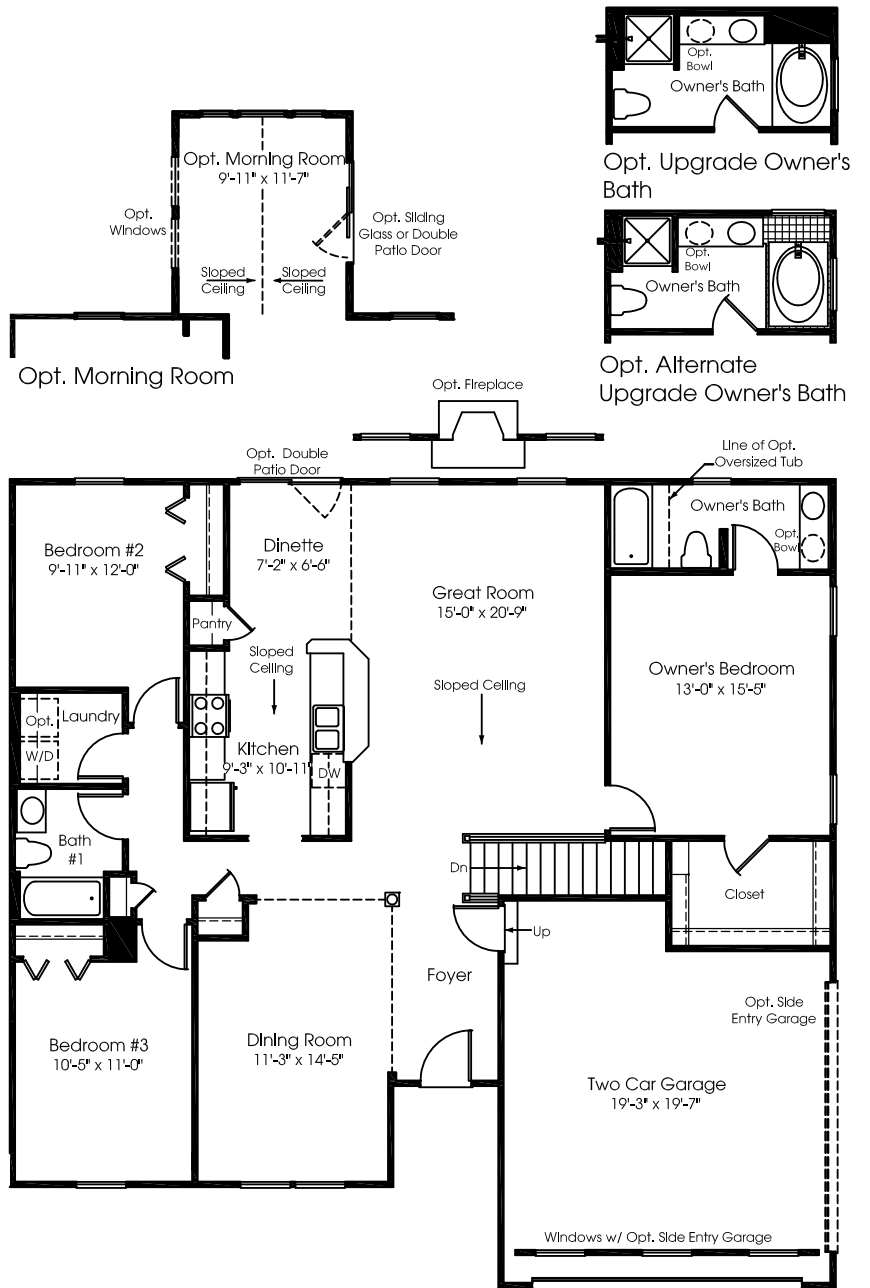 Opt. Bowl
Owner's Bath
Opt. Upgrade Owner's
Bath
Opt. Morning Room
9'-11" x 11'-7"
Opt.
Windows
Opt. Sliding
Glass or Double
Patio Door
Sloped
Ceiling
Sloped
Ceiling
Opt. Morning Room
Opt.
Bowl
Owner's Bath
Opt. Alternate
Upgrade Owner's Bath
Opt. Fireplace
Opt. Double
Patio Door
Line of Opt.
Oversized Tub
Owner's Bath
Opt.
Bowl
Bedroom #2
9'-11" x 12'-0"
Dinette
7'-2" x 6'-6"
Great Room
15'-0" x 20'-9"
Pantry
Sloped
Ceiling
Sloped Ceiling
Owner's Bedroom
13'-0" x 15'-5"
Opt.
W/D
Laundry
Kitchen
9'-3" x 10'-11"
DW
Bath
#1
Dn
Closet
Up
Foyer
Opt. Side
Entry Garage
Bedroom #3
10'-5" x 11'-0"
Dining Room
11'-3" x 14'-5"
Two Car Garage
19'-3" x 19'-7"
Windows w/ Opt. Side Entry Garage